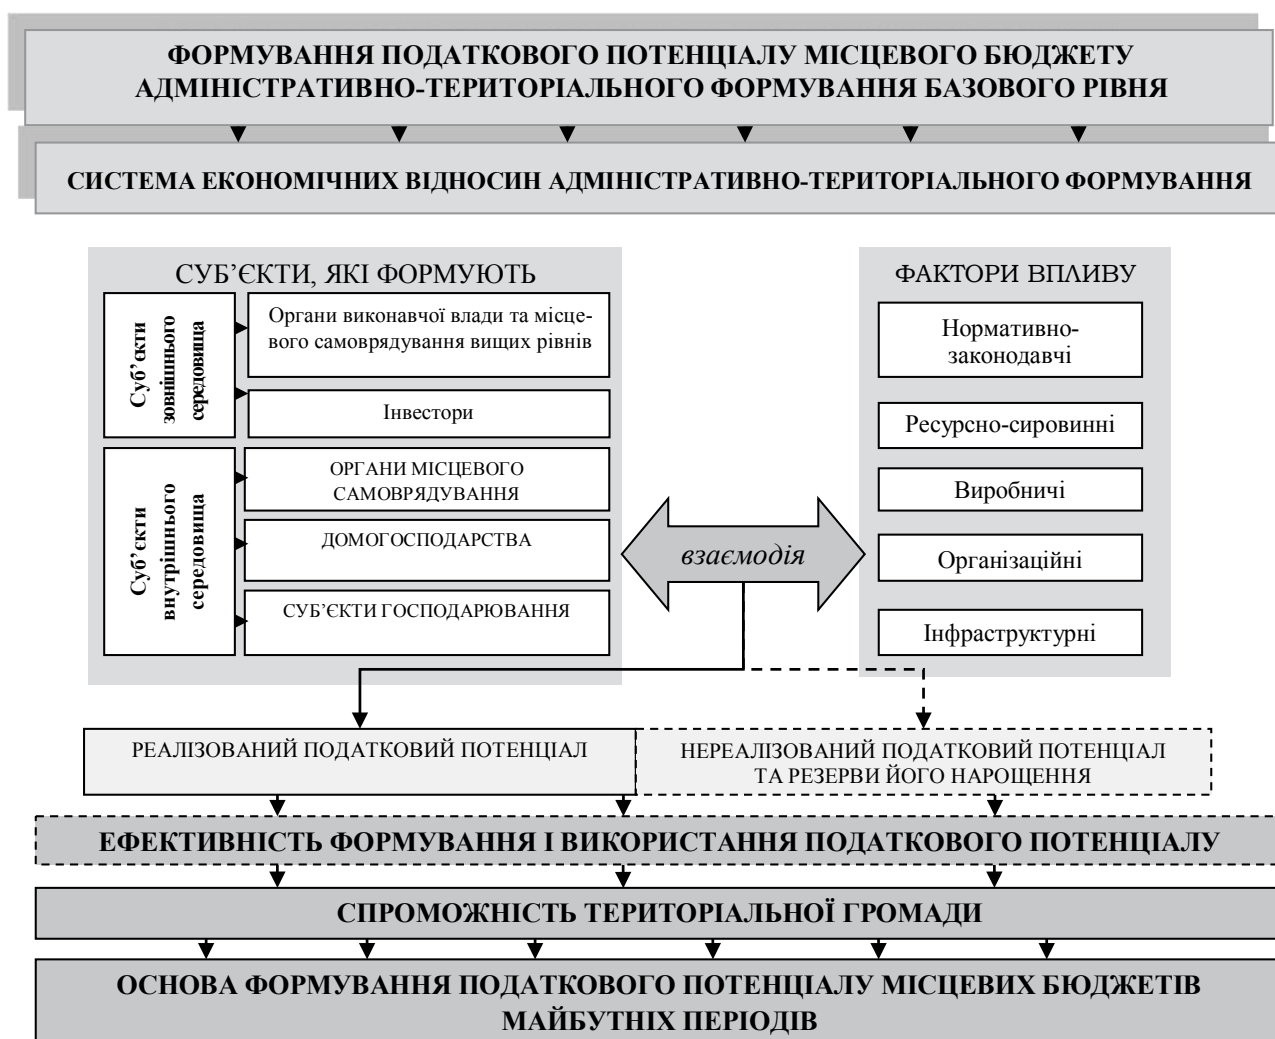 ФОРМУВАННЯ ПОДАТКОВОГО ПОТЕНЦІАЛУ МІСЦЕВОГО БЮДЖЕТУ
АДМІНІСТРАТИВНО-ТЕРИТОРІАЛЬНОГО ФОРМУВАННЯ БАЗОВОГО РІВНЯ
СИСТЕМА ЕКОНОМІЧНИХ ВІДНОСИН АДМІНІСТРАТИВНО-ТЕРИТОРІАЛЬНОГО ФОРМУВАННЯ
СУБ’ЄКТИ, ЯКІ ФОРМУЮТЬ
Суб’єкти
зовнішнього
середовища
Органи виконавчої влади та місце-
вого самоврядування вищих рівнів
Інвестори
Суб’єкти
внутрішнього
середовища
ОРГАНИ МІСЦЕВОГО
САМОВРЯДУВАННЯ
ДОМОГОСПОДАРСТВА
СУБ’ЄКТИ ГОСПОДАРЮВАННЯ
взаємодія
ФАКТОРИ ВПЛИВУ
Нормативно-
законодавчі
Ресурсно-сировинні
Виробничі
Організаційні
Інфраструктурні
РЕАЛІЗОВАНИЙ ПОДАТКОВИЙ ПОТЕНЦІАЛ
НЕРЕАЛІЗОВАНИЙ ПОДАТКОВИЙ ПОТЕНЦІАЛ
ТА РЕЗЕРВИ ЙОГО НАРОЩЕННЯ
ЕФЕКТИВНІСТЬ ФОРМУВАННЯ І ВИКОРИСТАННЯ ПОДАТКОВОГО ПОТЕНЦІАЛУ
СПРОМОЖНІСТЬ ТЕРИТОРІАЛЬНОЇ ГРОМАДИ
ОСНОВА ФОРМУВАННЯ ПОДАТКОВОГО ПОТЕНЦІАЛУ МІСЦЕВИХ БЮДЖЕТІВ
МАЙБУТНІХ ПЕРІОДІВ